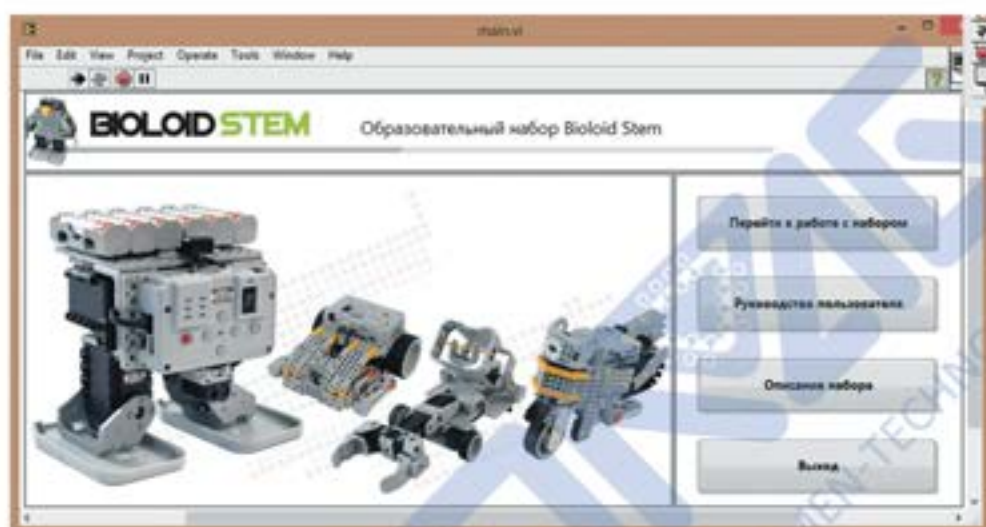 main.vi
File Edit View Project Operate Tools Window Help
BIOLOID STEM
Образовательный набор Bioloid Stem
Перейти к работе с набором
Руководство пользователя
Описание набора
Выход